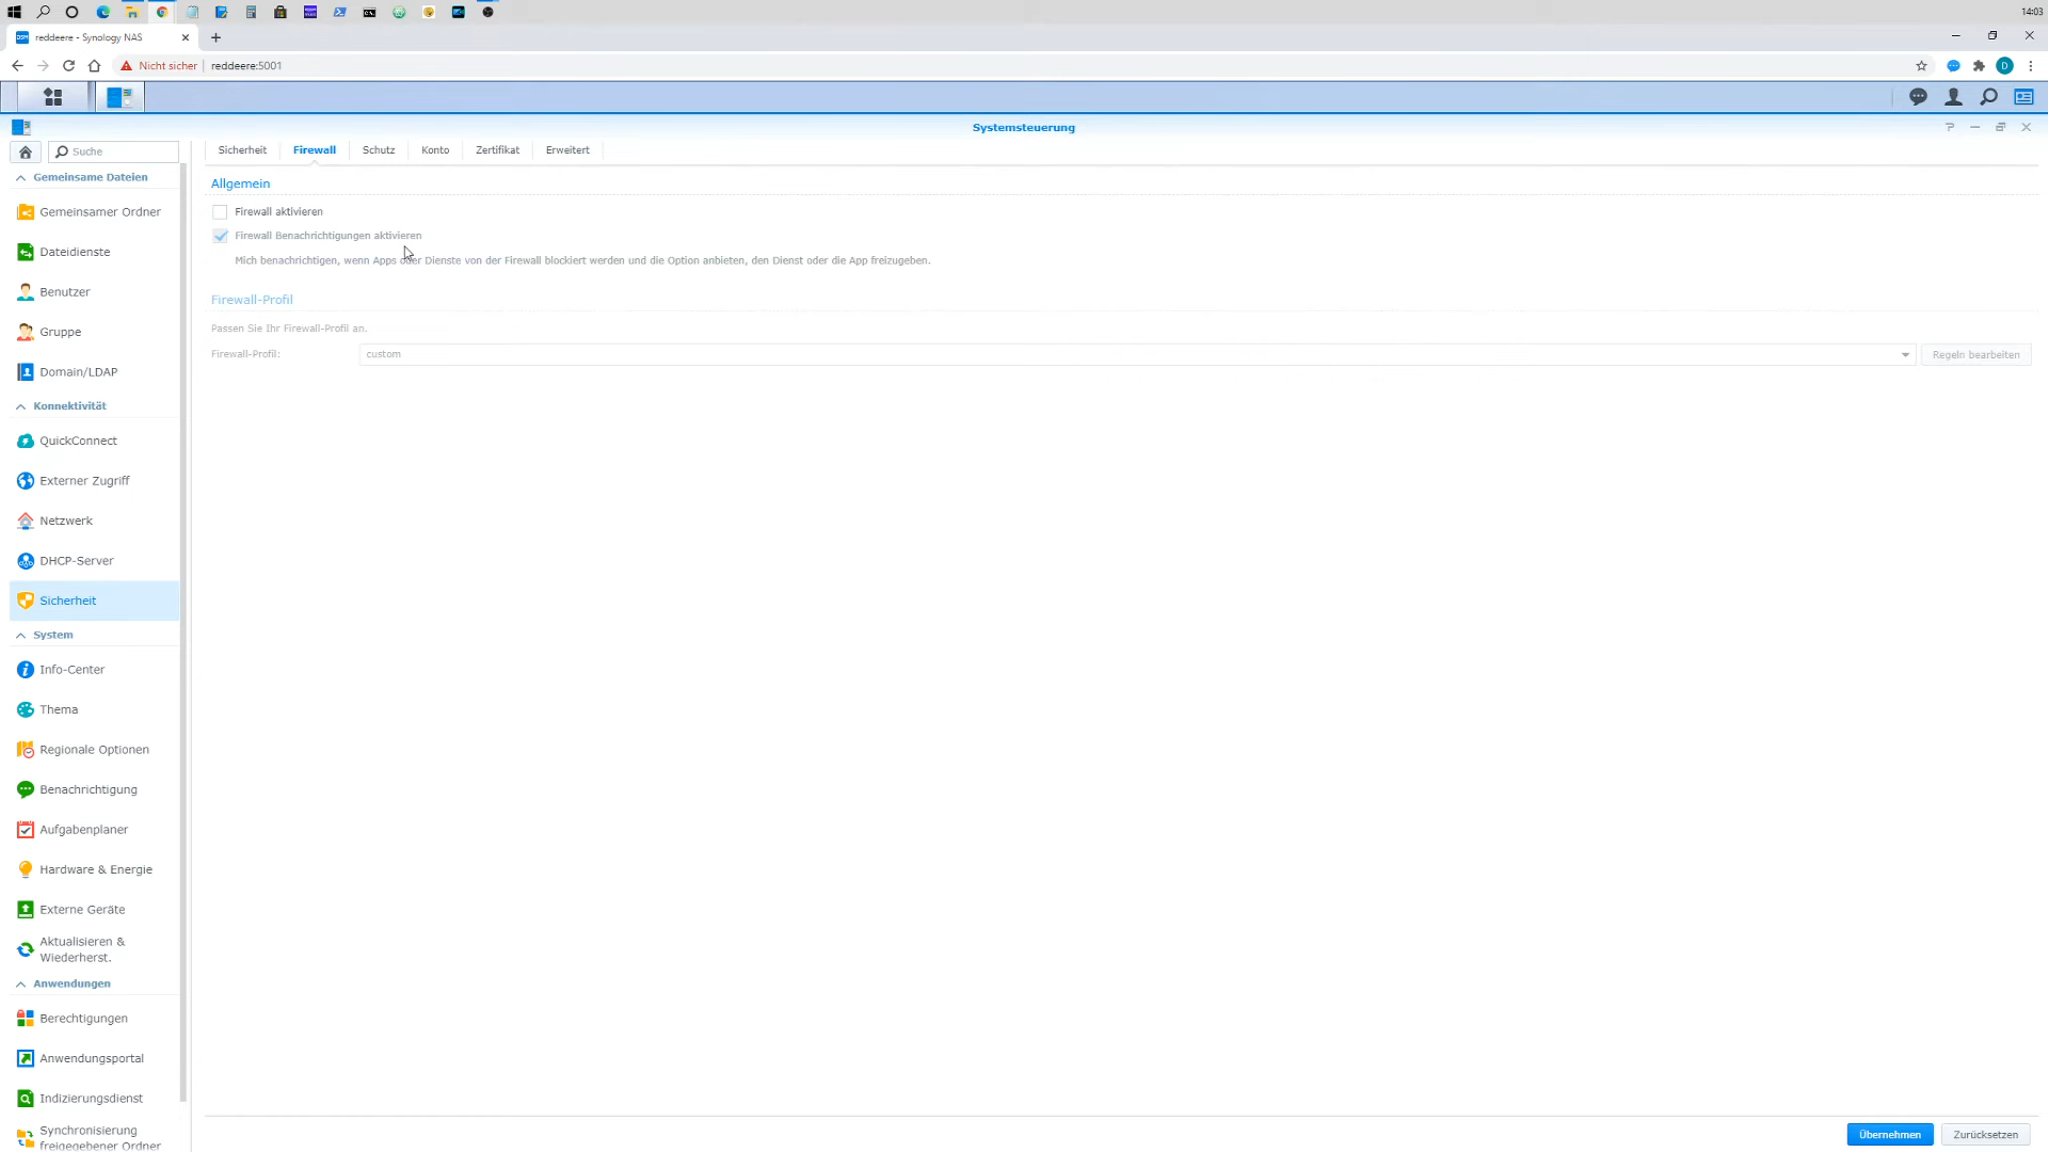 14:03
reddeere - Synology NAS
Nicht sicher
reddeere:5001
D
Systemsteuerung
Suche
Sicherheit
Firewall
Schutz
Konto
Zertifikat
Erweitert
Gemeinsame Dateien
Gemeinsamer Ordner
Dateidienste
Benutzer
Gruppe
Domain/LDAP
Konnektivität
QuickConnect
Externer Zugriff
Netzwerk
DHCP-Server
Sicherheit
System
Info-Center
Thema
Regionale Optionen
Benachrichtigung
Aufgabenplaner
Hardware & Energie
Externe Geräte
Aktualisieren &
Wiederherst.
Anwendungen
Berechtigungen
Anwendungsportal
Indizierungsdienst
Synchronisierung
freigegebener Ordner
Allgemein
Firewall aktivieren
Firewall Benachrichtigungen aktivieren
Mich benachrichtigen, wenn Apps oder Dienste von der Firewall blockiert werden und die Option anbieten, den Dienst oder die App freizugeben.
Firewall-Profil
Passen Sie Ihr Firewall-Profil an.
Firewall-Profil:
custom
Regeln bearbeiten
Übernehmen
Zurücksetzen